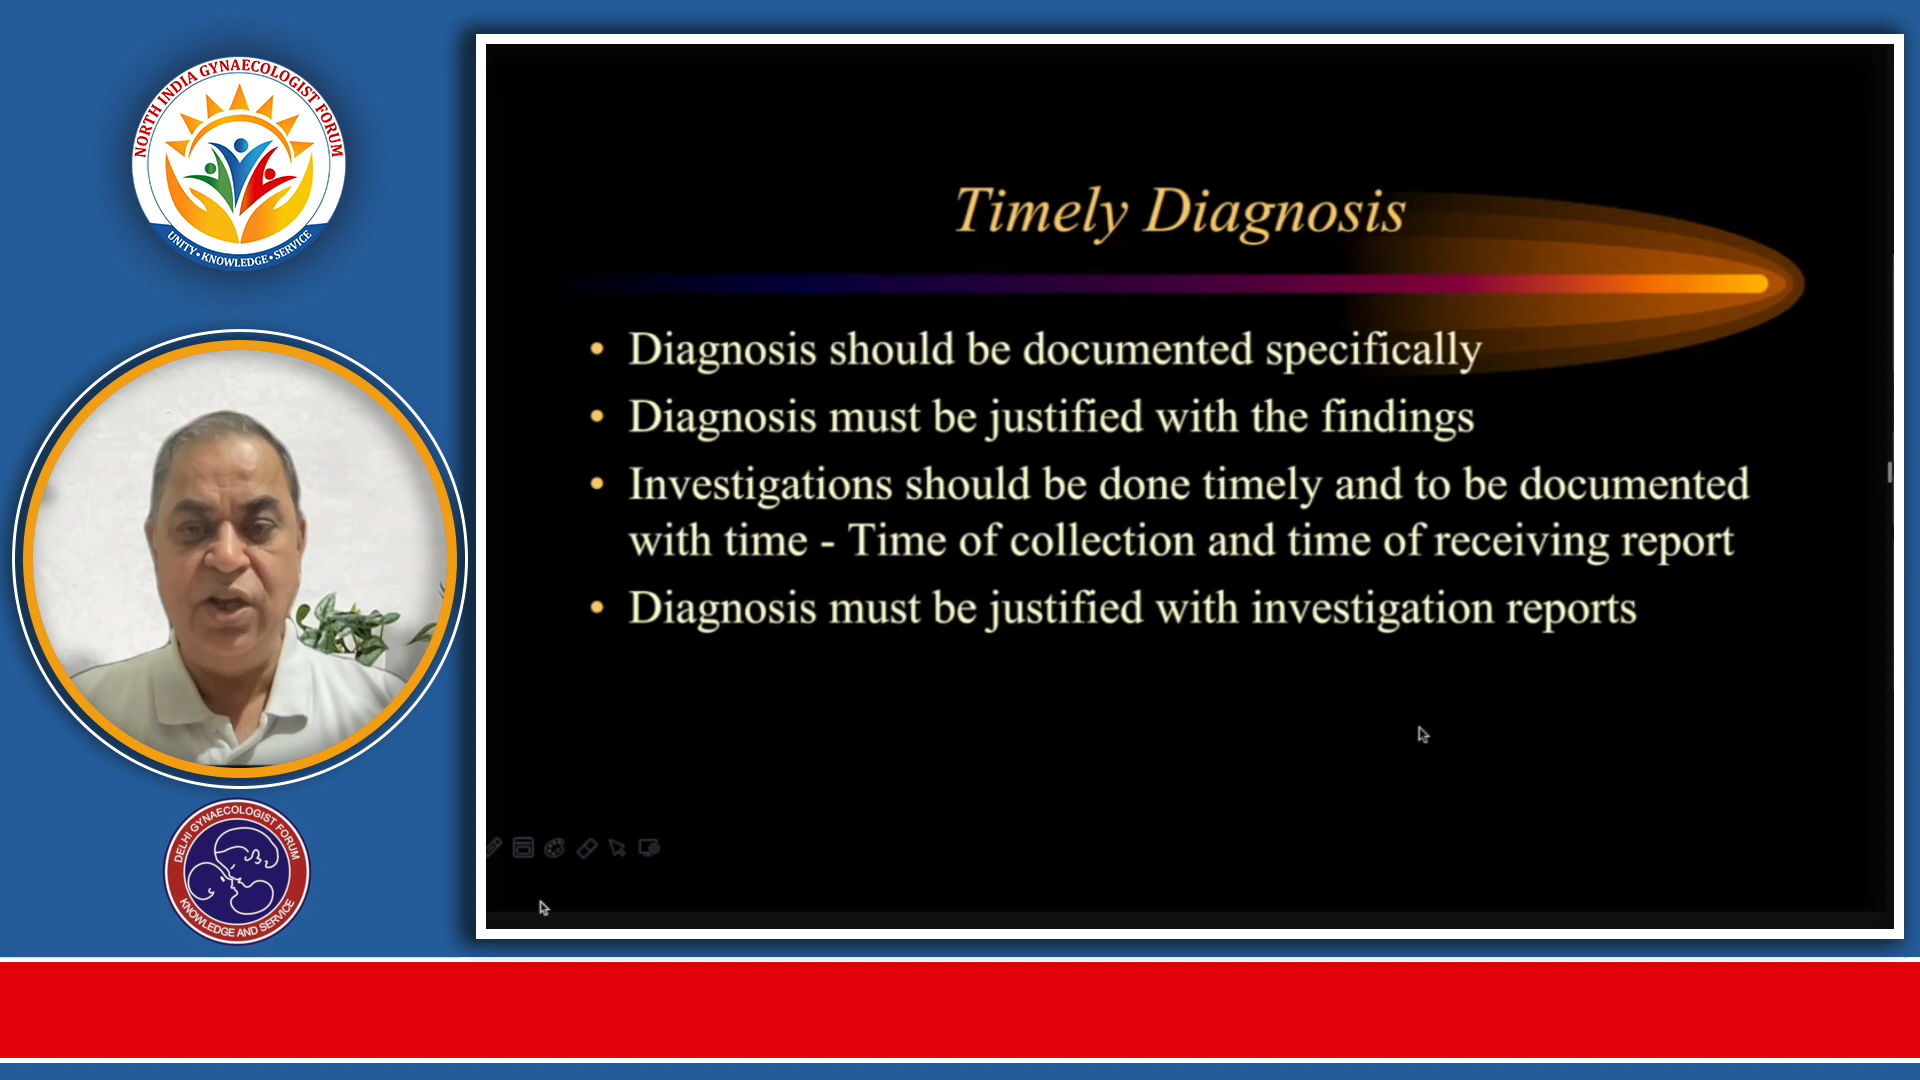 NORTH INDIA GYNAECOLOGIST FORUM
UNITY • KNOWLEDGE • SERVICE
Timely Diagnosis
• Diagnosis should be documented specifically
• Diagnosis must be justified with the findings
• Investigations should be done timely and to be documented
with time - Time of collection and time of receiving report
• Diagnosis must be justified with investigation reports
DELHI GYNAECOLOGIST FORUM
KNOWLEDGE AND SERVICE